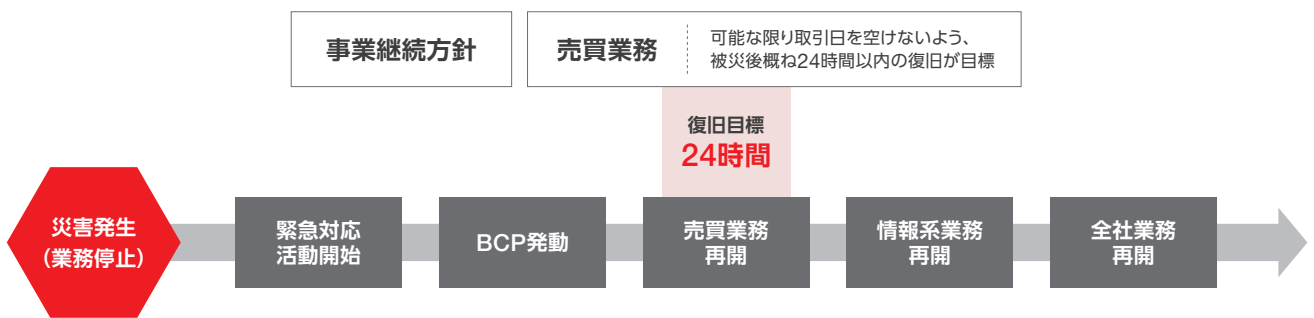 事業継続方針
売買業務
可能な限り取引日を空けないよう、
被災後概ね24時間以内の復旧が目標
復旧目標
24時間
災害発生
(業務停止)
緊急対応
活動開始
BCP発動
売買業務
再開
情報系業務
再開
全社業務
再開